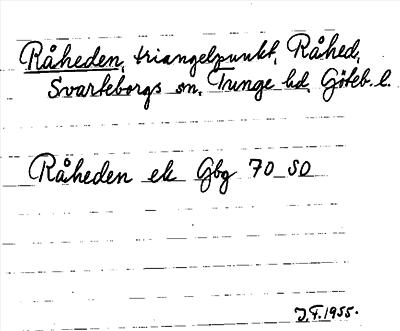 Råheden, triangelpunkt, Råhed,
Svarteborgs sn, Tunge hd, Göteb. l.
Råheden ek Gbg 70 SO
J.F. 1955.